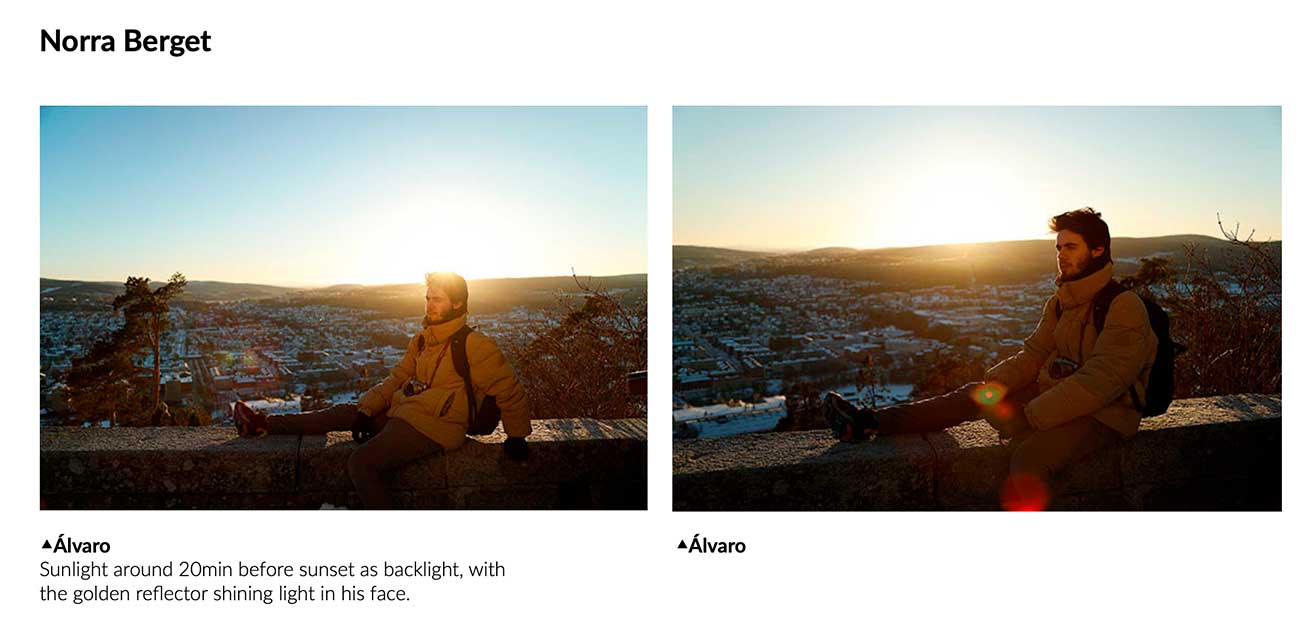 Norra Berget
▲Álvaro
Sunlight around 20min before sunset as backlight, with
the golden reflector shining light in his face.
▲Álvaro